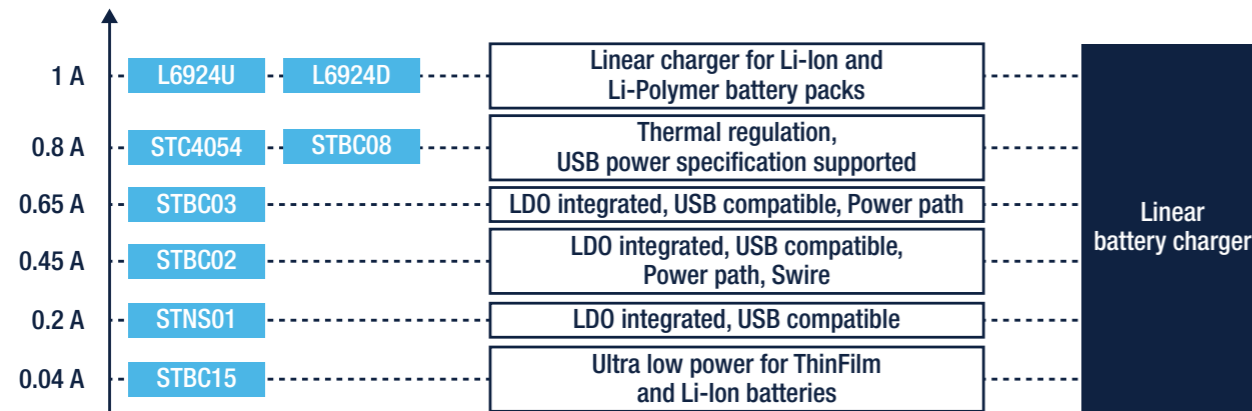 1 A
L6924U
L6924D
Linear charger for Li-Ion and
Li-Polymer battery packs
0.8 A
STC4054
STBC08
Thermal regulation,
USB power specification supported
0.65 A
STBC03
LDO integrated, USB compatible, Power path
Linear
battery charger
0.45 A
STBC02
LDO integrated, USB compatible,
Power path, Swire
0.2 A
STNS01
LDO integrated, USB compatible
0.04 A
STBC15
Ultra low power for ThinFilm
and Li-Ion batteries